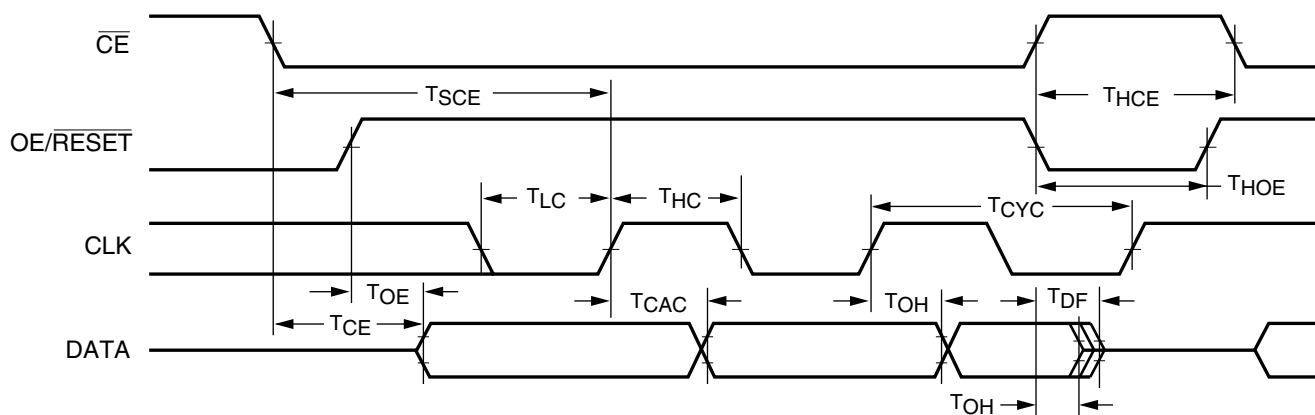 CE
TSCE
THCE
OE/RESET
THOE
TLC
THC
TCYC
CLK
TOE
TCAC
TOH
TDF
TCE
DATA
TOH